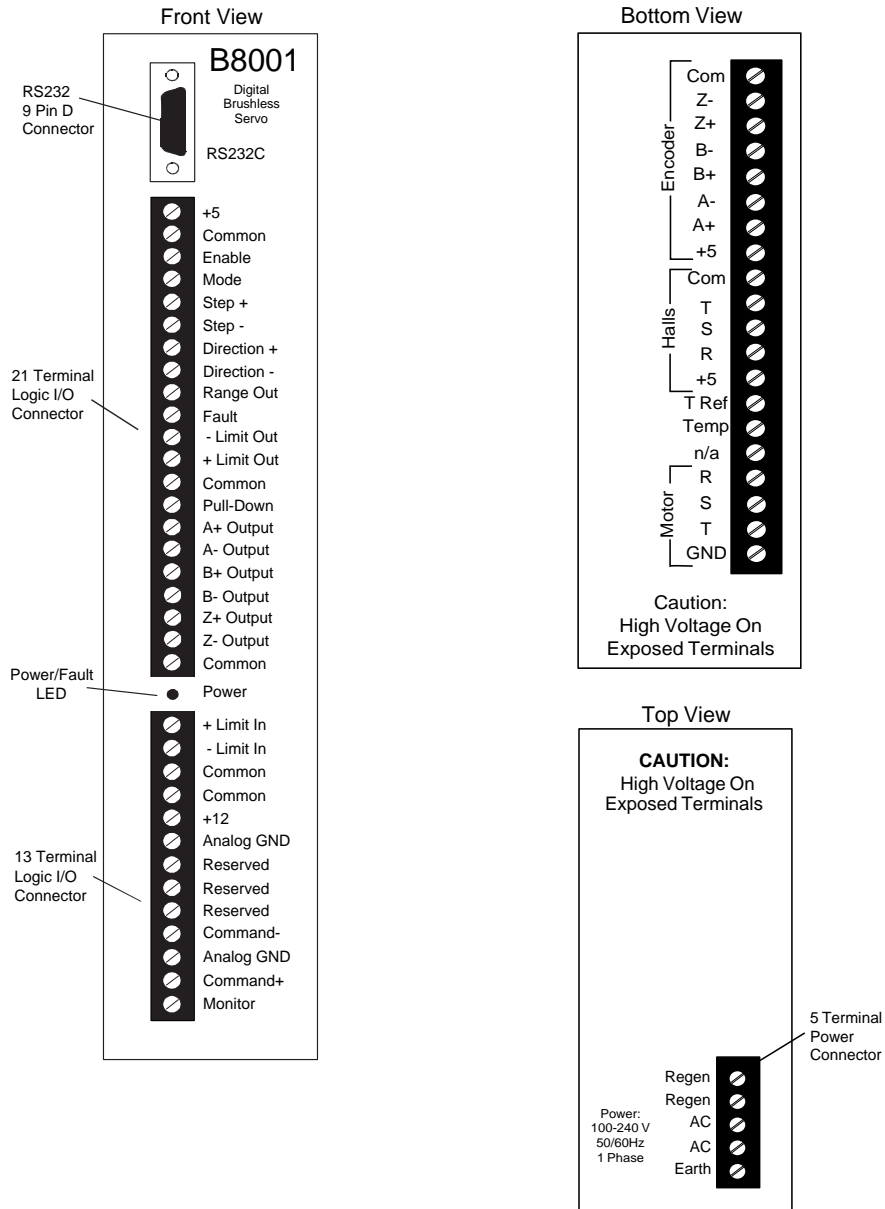 Front View
B8001
Digital
Brushless
Servo
RS232C
RS232
9 Pin D
Connector
+5
Common
Enable
Mode
Step +
Step -
Direction +
Direction -
Range Out
Fault
- Limit Out
+ Limit Out
Common
Pull-Down
A+ Output
A- Output
B+ Output
B- Output
Z+ Output
Z- Output
Common
21 Terminal
Logic I/O
Connector
Power/Fault
LED
Power
+ Limit In
- Limit In
Common
Common
+12
Analog GND
Reserved
Reserved
Reserved
Command-
Analog GND
Command+
Monitor
13 Terminal
Logic I/O
Connector
Bottom View
Encoder
Com
Z-
Z+
B-
B+
A-
A+
+5
Halls
Com
T
S
R
+5
T Ref
Temp
n/a
Motor
R
S
T
GND
Caution:
High Voltage On
Exposed Terminals
Top View
CAUTION:
High Voltage On
Exposed Terminals
5 Terminal
Power
Connector
Regen
Regen
AC
AC
Earth
Power:
100-240 V
50/60Hz
1 Phase